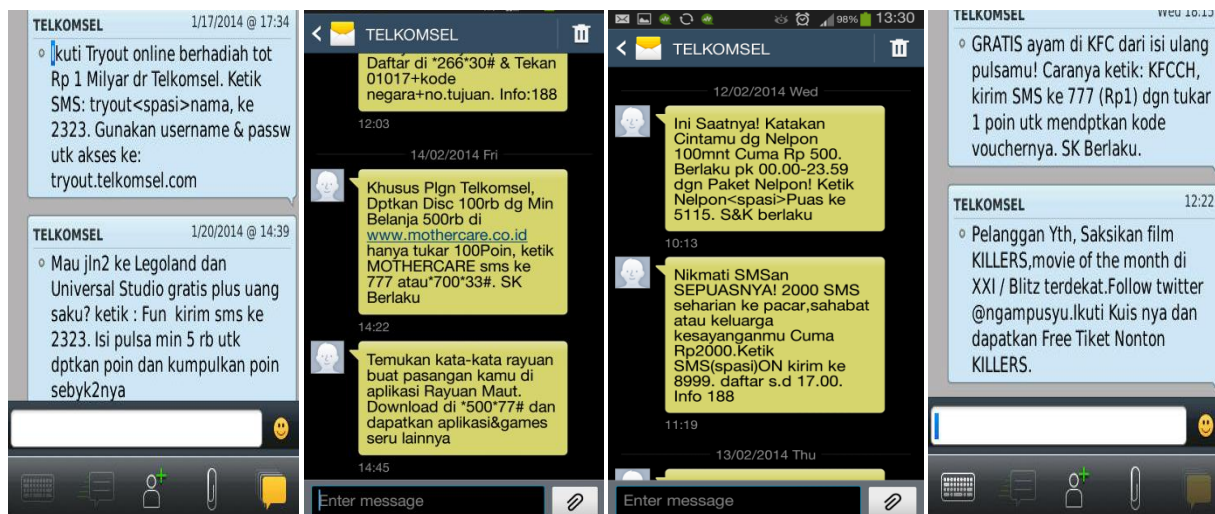 TELKOMSEL 1/17/2014 @ 17:34
Ikuti Tryout online berhadiah tot
Rp 1 Milyar dr Telkomsel. Ketik
SMS: tryout<spasi>nama, ke
2323. Gunakan username & passw
utk akses ke:
tryout.telkomsel.com
TELKOMSEL 1/20/2014 @ 14:39
Mau jln2 ke Legoland dan
Universal Studio gratis plus uang
saku? ketik : Fun kirim sms ke
2323. Isi pulsa min 5 rb utk
dptkan poin dan kumpulkan poin
sebyk2nya
TELKOMSEL
Daftar di *266*30# & Tekan
01017+kode
negara+no.tujuan. Info:188
12:03
14/02/2014 Fri
Khusus Plgn Telkomsel,
Dptkan Disc 100rb dg Min
Belanja 500rb di
www.mothercare.co.id
hanya tukar 100Poin, ketik
MOTHERCARE sms ke
777 atau*700*33#. SK
Berlaku
14:22
Temukan kata-kata rayuan
buat pasangan kamu di
aplikasi Rayuan Maut.
Download di *500*77# dan
dapatkan aplikasi&games
seru lainnya
14:45
Enter message
98% 13:30
TELKOMSEL
12/02/2014 Wed
Ini Saatnya! Katakan
Cintamu dg Nelpon
100mnt Cuma Rp 500.
Berlaku pk 00.00-23.59
dgn Paket Nelpon! Ketik
Nelpon<spasi>Puas ke
5115. S&K berlaku
10:13
Nikmati SMSan
SEPUASNYA! 2000 SMS
seharian ke pacar,sahabat
atau keluarga
kesayanganmu Cuma
Rp2000.Ketik
SMS(spasi)ON kirim ke
8999. daftar s.d 17.00.
Info 188
11:19
13/02/2014 Thu
Enter message
TELKOMSEL Wed 18:15
GRATIS ayam di KFC dari isi ulang
pulsamu! Caranya ketik: KFCCH,
kirim SMS ke 777 (Rp1) dgn tukar
1 poin utk mendptkan kode
vouchernya. SK Berlaku.
TELKOMSEL 12:22
Pelanggan Yth, Saksikan film
KILLERS,movie of the month di
XXI / Blitz terdekat.Follow twitter
@ngampusyu.Ikuti Kuis nya dan
dapatkan Free Tiket Nonton
KILLERS.